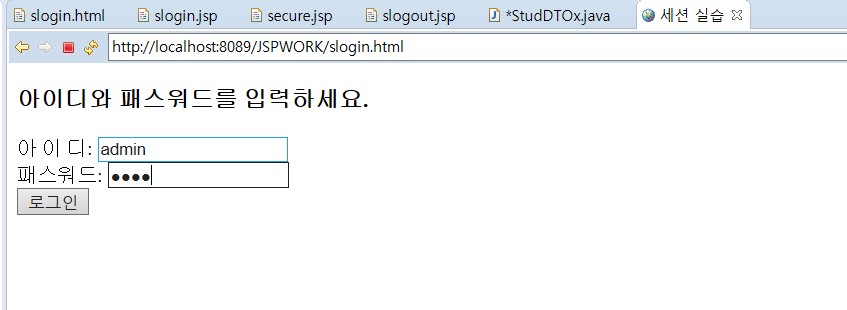 slogin.html slogin.jsp secure.jsp slogout.jsp *StudDTOx.java 세션 실습
http://localhost:8089/JSPWORK/slogin.html
아이디와 패스워드를 입력하세요.
아 이 디: admin
패스워드: ●●●●
로그인